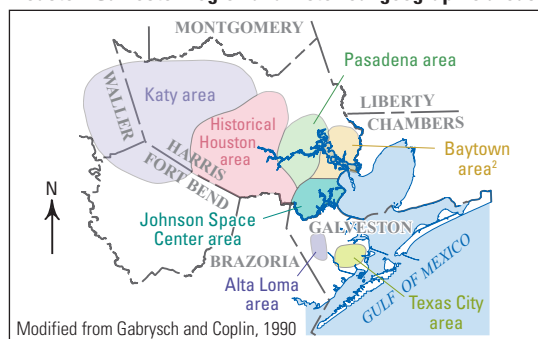 MONTGOMERY
Pasadena area
Katy area
WALLER
LIBERTY
CHAMBERS
Historical
Houston
area
HARRIS
FORT BEND
Baytown
area2
N
Johnson Space
Center area
GALVESTON
BRAZORIA
Alta Loma
area
GULF OF MEXICO
Texas City
area
Modified from Gabrysch and Coplin, 1990